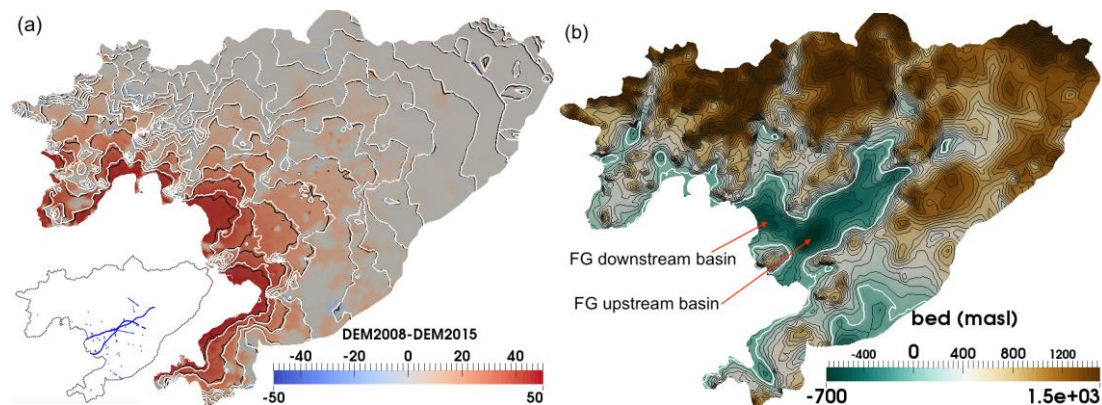 (a)
DEM2008-DEM2015
-40 -20 0 20 40
-50 50
(b)
FG downstream basin
FG upstream basin
bed (masl)
-400 0 400 800 1200
-700 1.5e+03